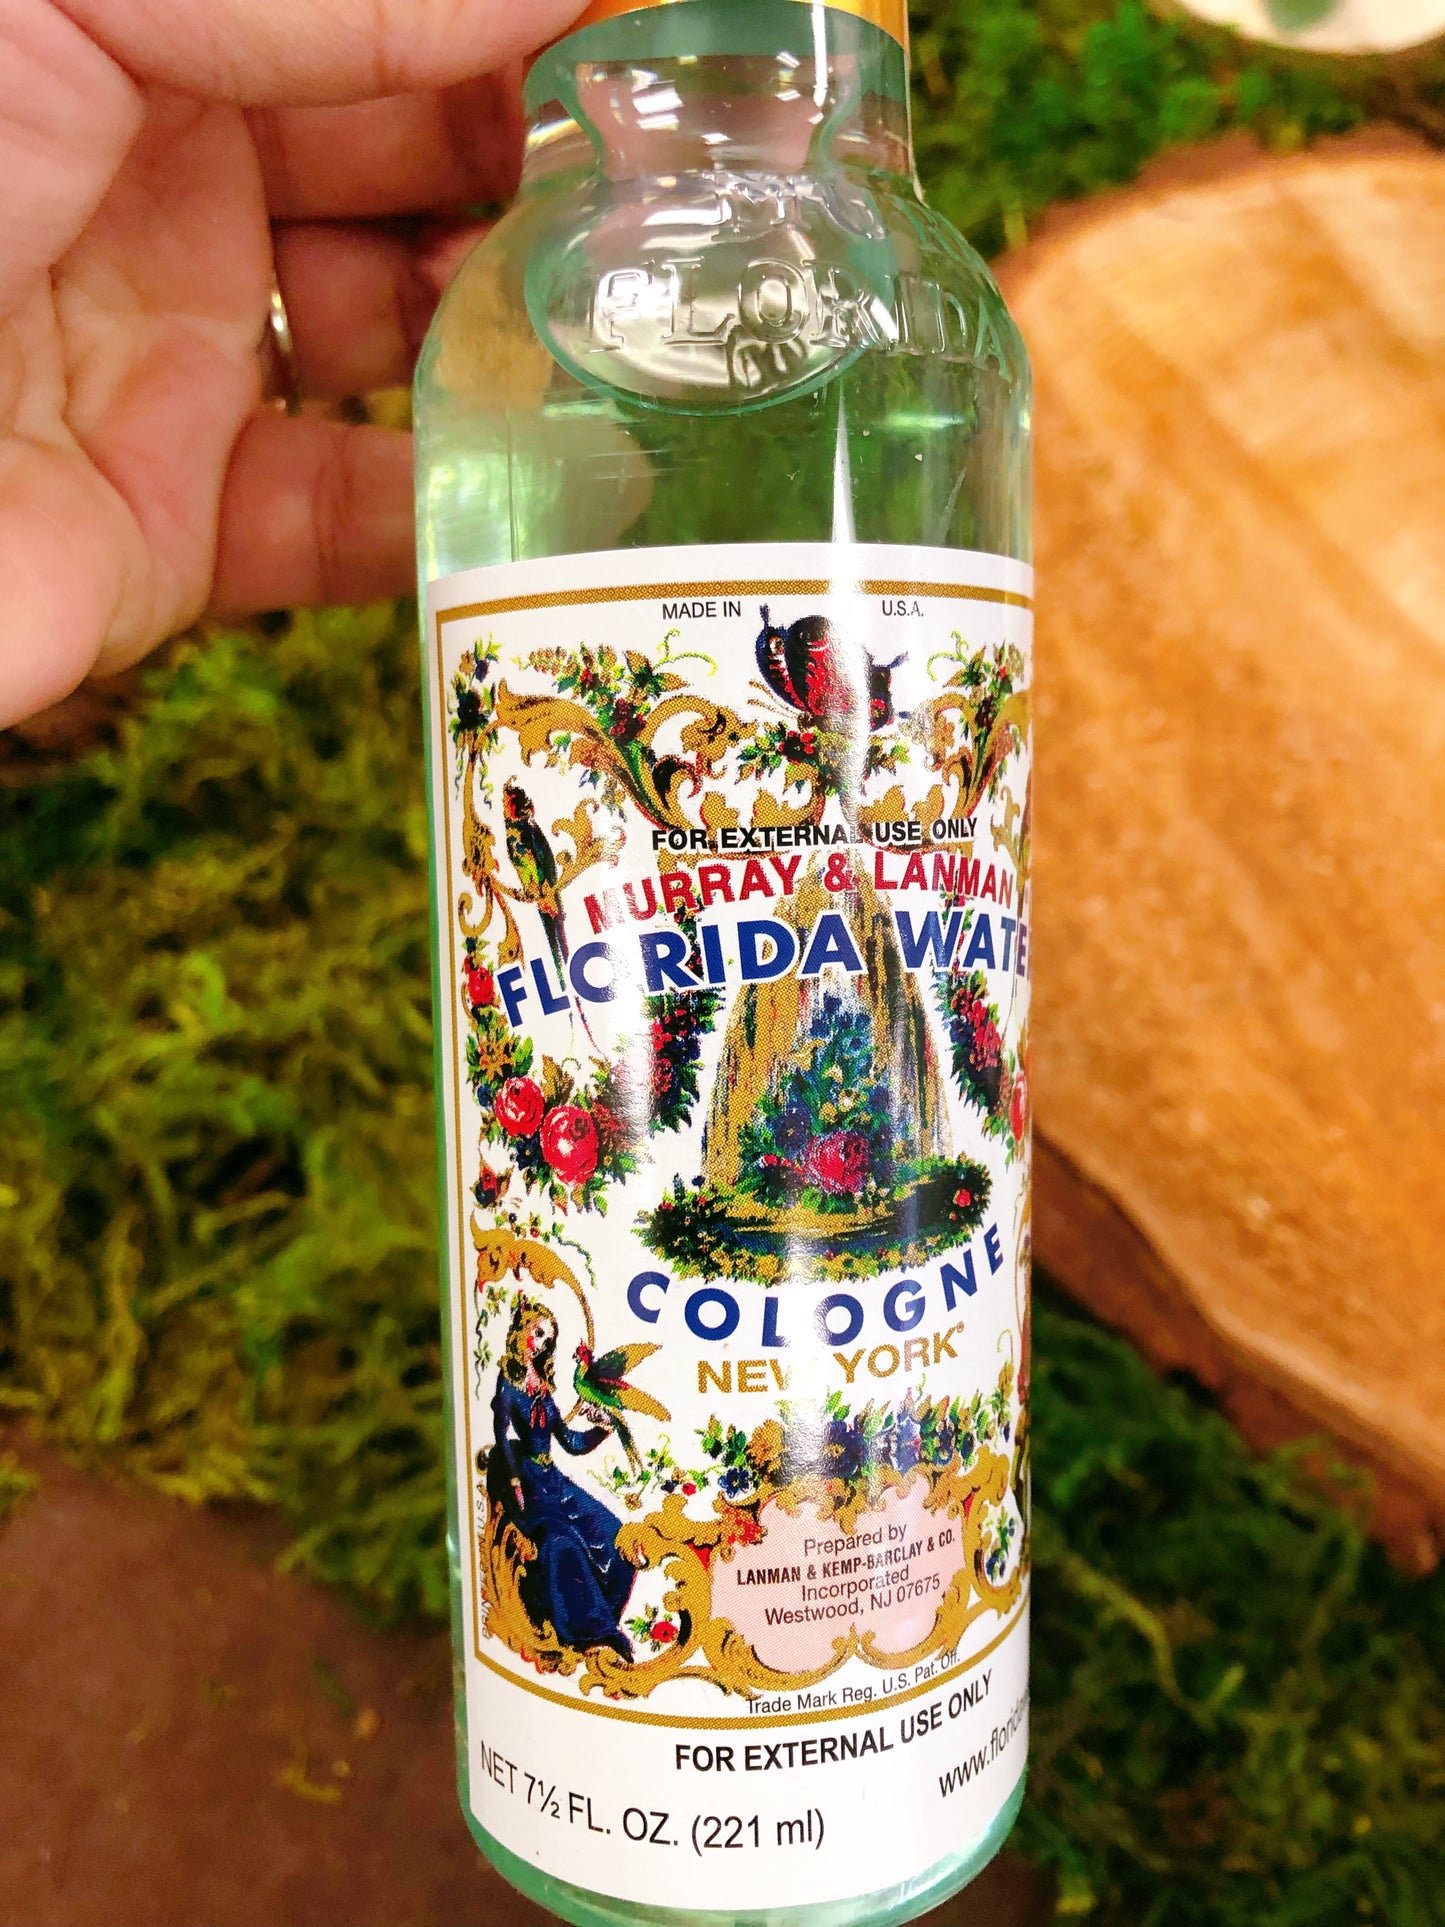 FLORIDA
MADE IN U.S.A.
FOR EXTERNAL USE ONLY
MURRAY & LANMAN
FLORIDA WATE
COLOGNE
NEW YORK®
Prepared by
LANMAN & KEMP-BARCLAY & CO.
Incorporated
Westwood, NJ 07675
Trade Mark Reg. U.S. Pat. Off.
FOR EXTERNAL USE ONLY
NET 7½ FL. OZ. (221 ml)
www.florida